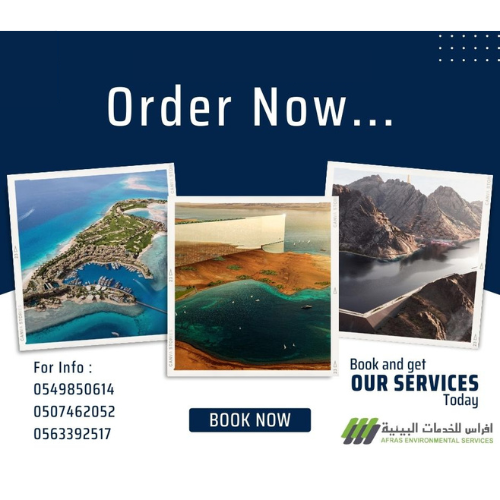 Order Now...
For Info :
0549850614
0507462052
0563392517
BOOK NOW
Book and get
OUR SERVICES
Today
افراس للخدمات البيئية
AFRAS ENVIRONMENTAL SERVICES